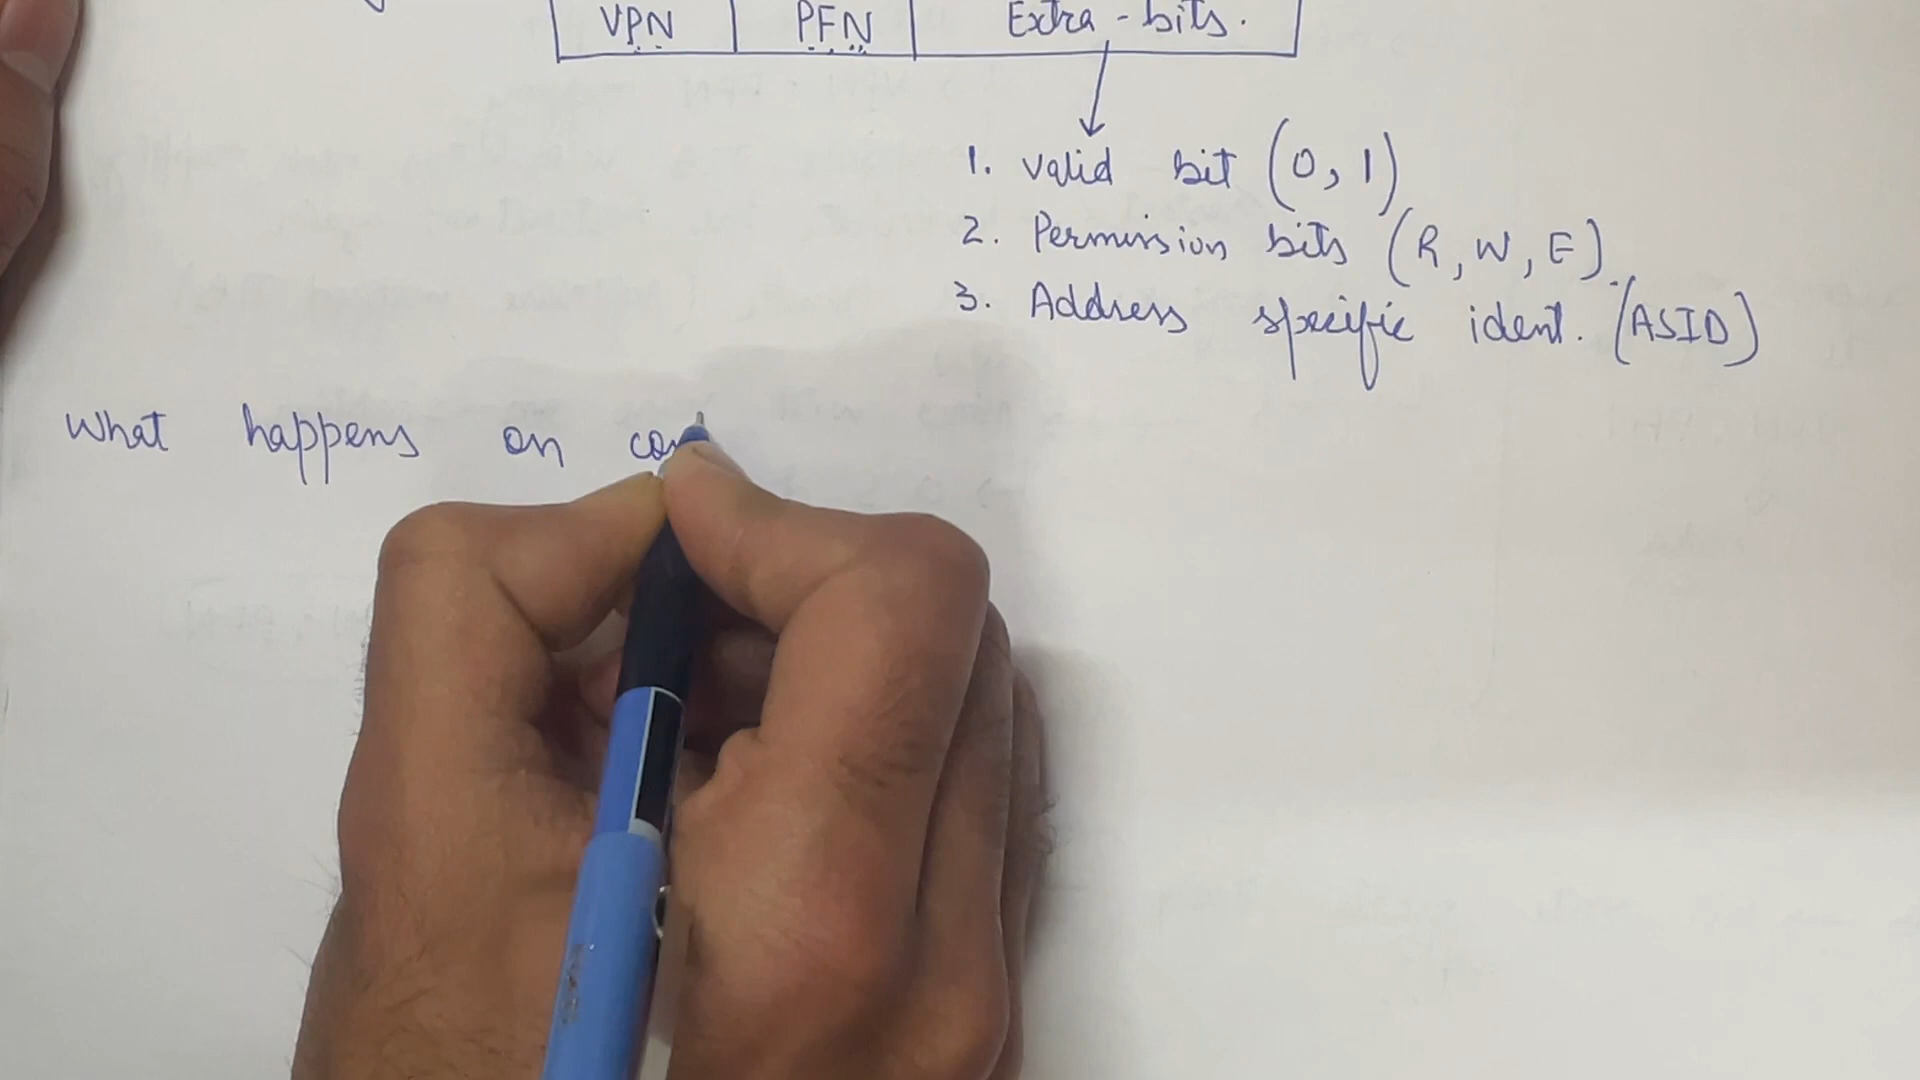 VPN PFN Extra - bits.
1. valid bit (0, 1)
2. Permission bits (R, W, E).
3. Address specific ident. (ASID)
What happens on con